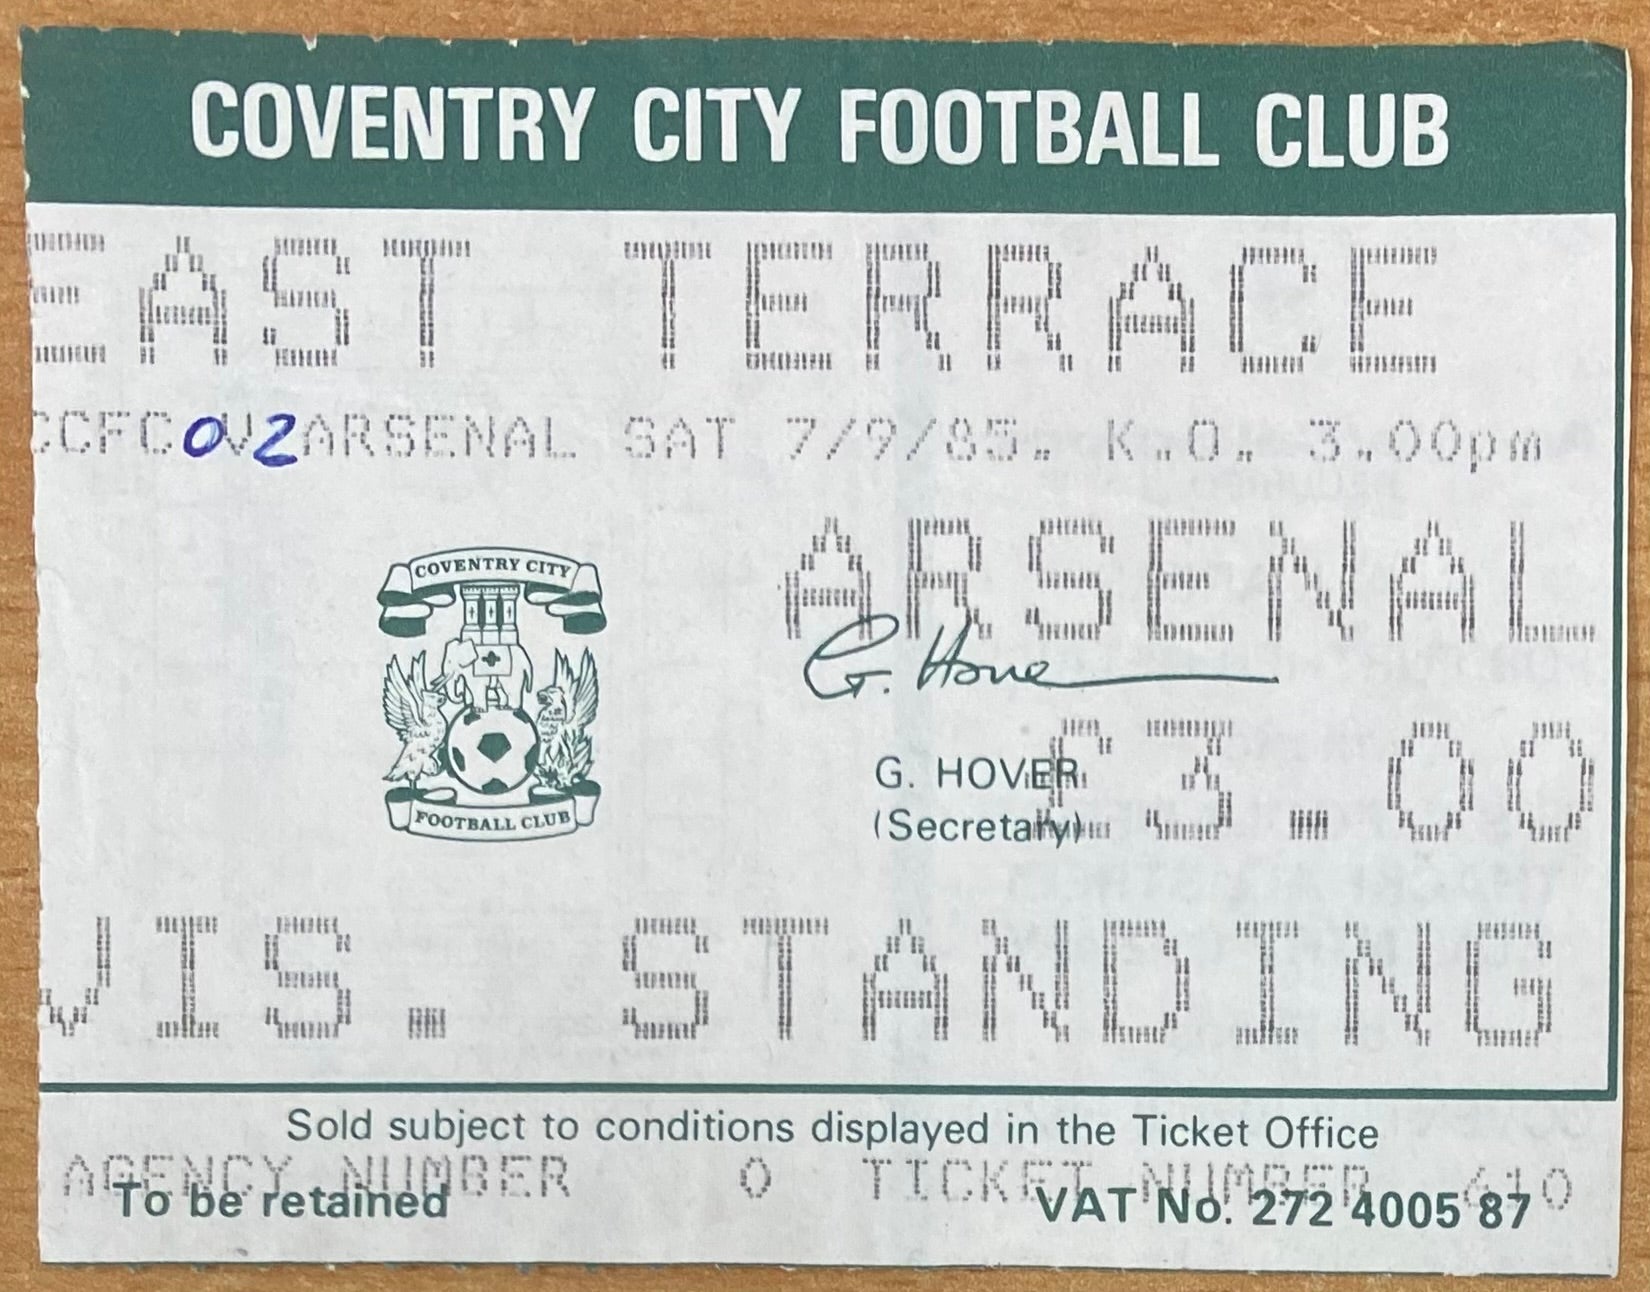 COVENTRY CITY FOOTBALL CLUB
EAST TERRACE
CCFC 0 V 2 ARSENAL SAT 7/9/85. K.O. 3.00pm
ARSENAL
COVENTRY CITY
G. Hover
G. HOVER
£3.00
(Secretary)
FOOTBALL CLUB
VIS. STANDING
Sold subject to conditions displayed in the Ticket Office
AGENCY NUMBER 0 TICKET NUMBER 610
To be retained VAT No. 272 4005 87